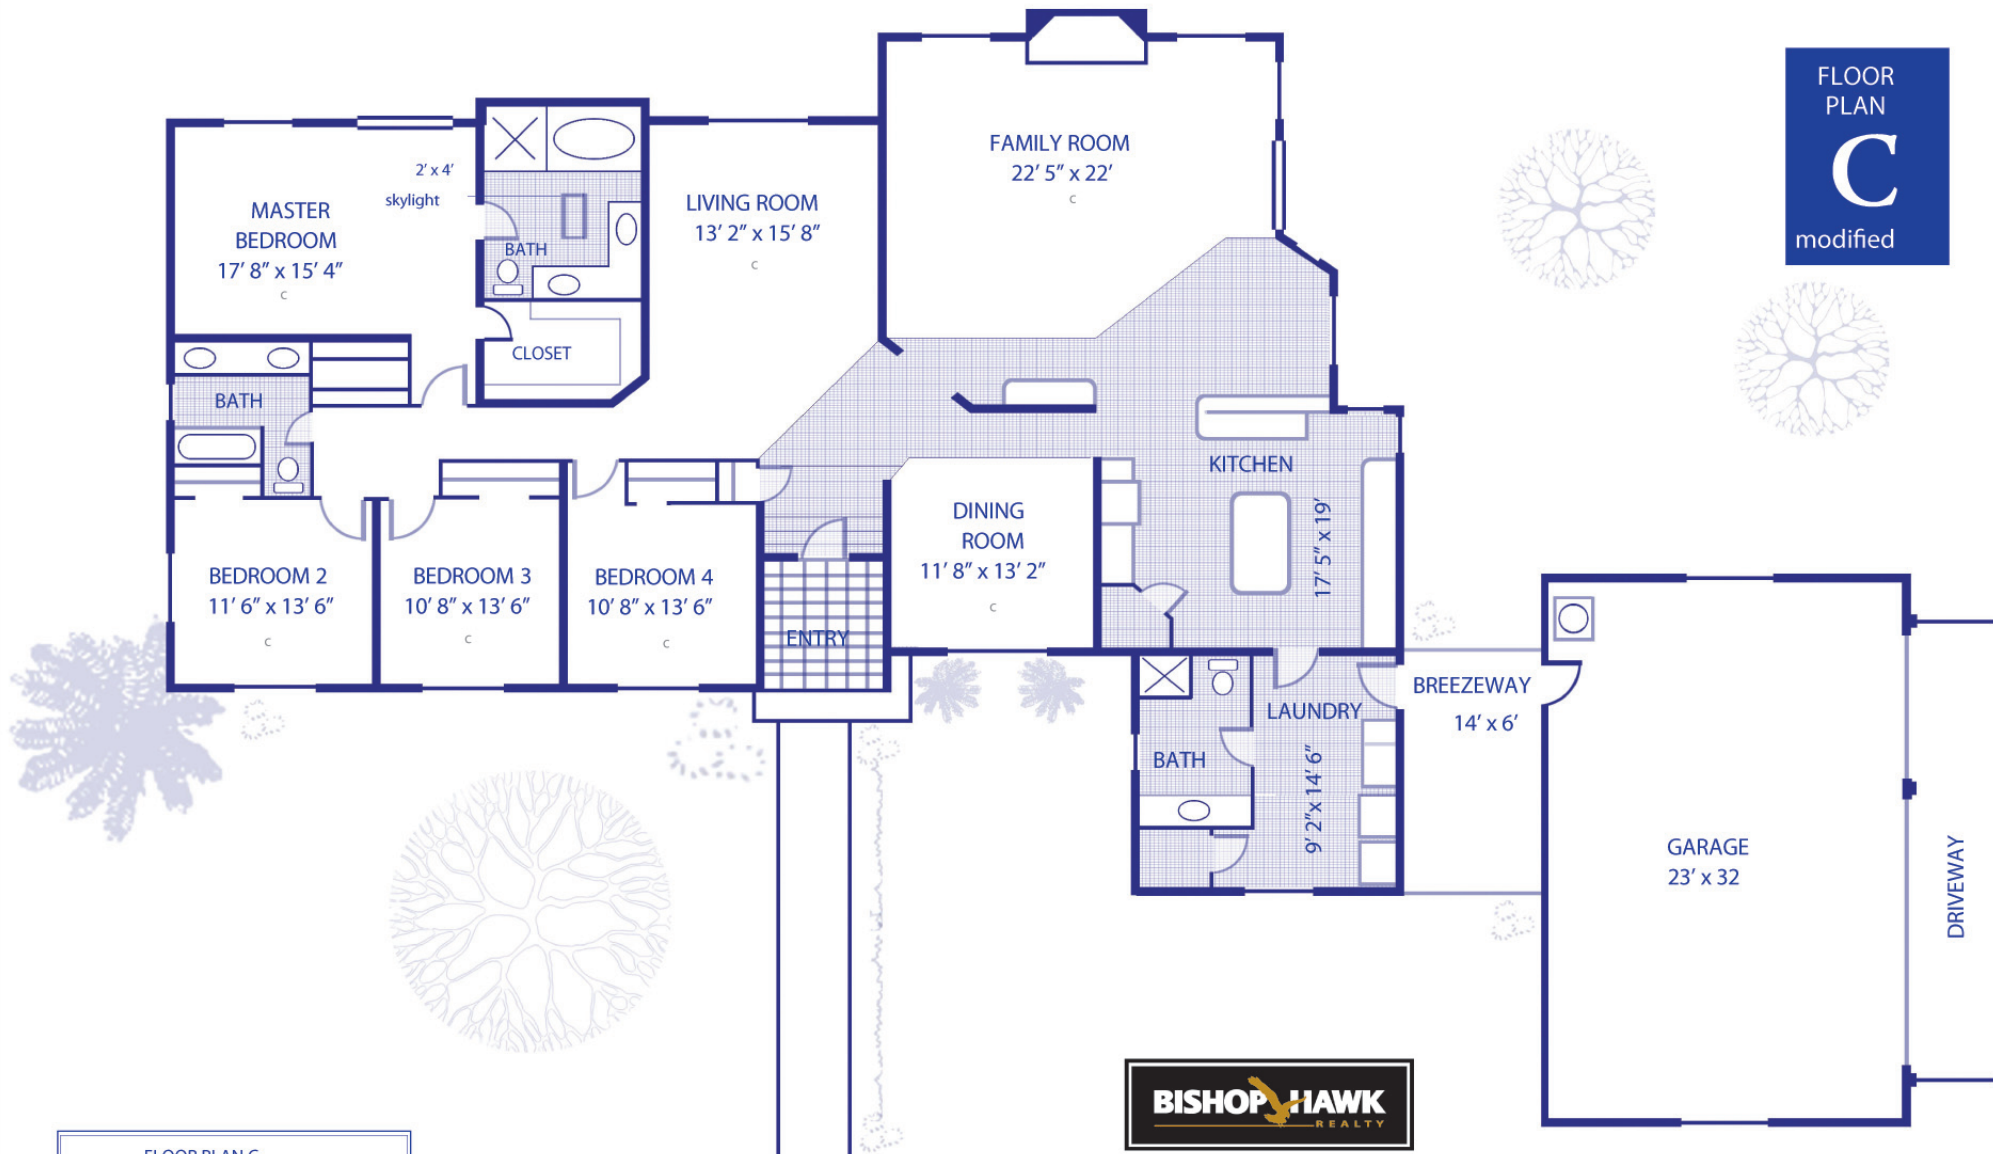 FLOOR
PLAN
C
modified
FAMILY ROOM
22' 5" x 22'
C
2' x 4'
skylight
MASTER
BEDROOM
17' 8" x 15' 4"
C
BATH
LIVING ROOM
13' 2" x 15' 8"
C
CLOSET
BATH
KITCHEN
17' 5" x 19'
DINING
ROOM
11' 8" x 13' 2"
C
BEDROOM 2
11' 6" x 13' 6"
C
BEDROOM 3
10' 8" x 13' 6"
C
BEDROOM 4
10' 8" x 13' 6"
C
ENTRY
BREEZEWAY
14' x 6'
LAUNDRY
9' 2" x 14' 6"
BATH
GARAGE
23' x 32
DRIVEWAY
BISHOP HAWK
REALTY